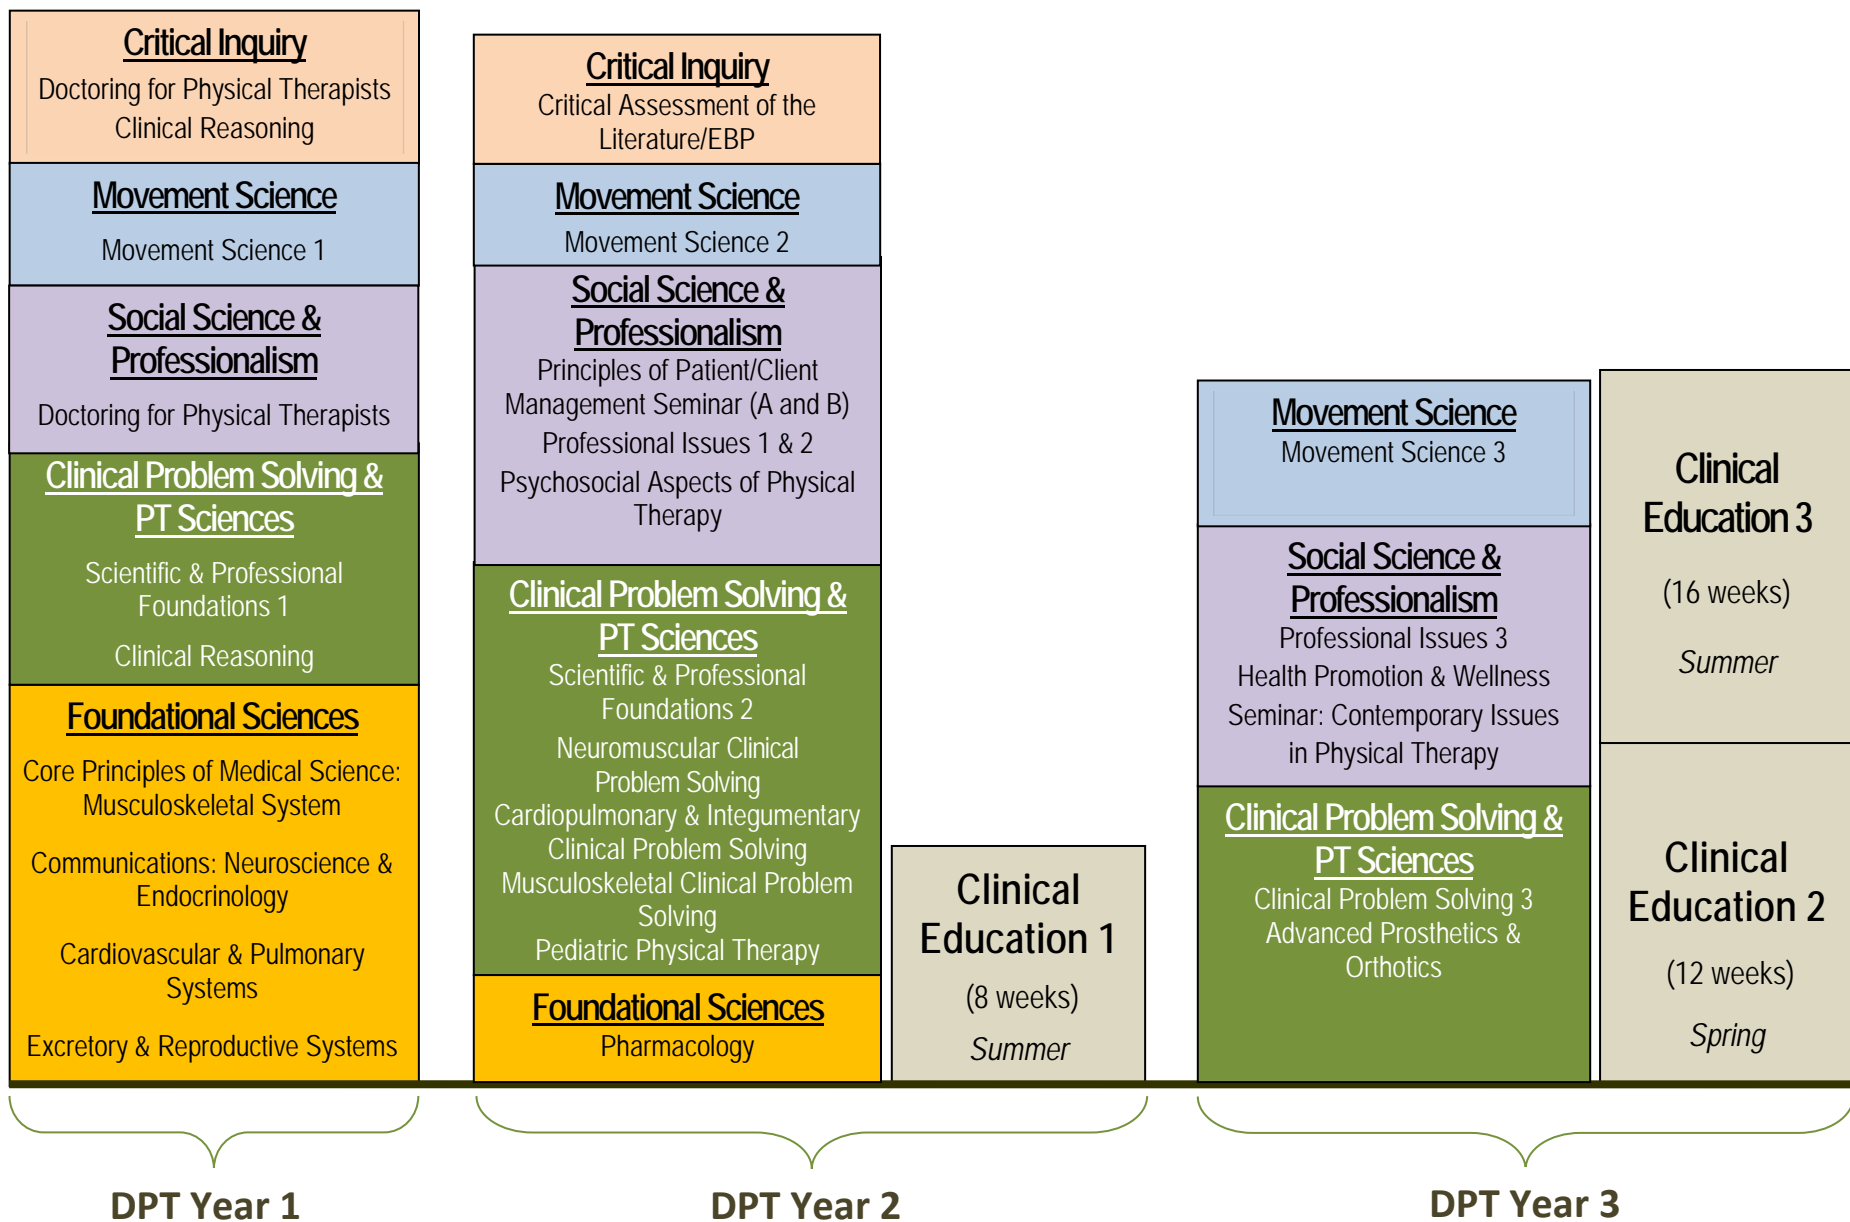 Critical Inquiry
Doctoring for Physical Therapists
Clinical Reasoning
Movement Science
Movement Science 1
Social Science &
Professionalism
Doctoring for Physical Therapists
Clinical Problem Solving &
PT Sciences
Scientific & Professional
Foundations 1
Clinical Reasoning
Foundational Sciences
Core Principles of Medical Science:
Musculoskeletal System
Communications: Neuroscience &
Endocrinology
Cardiovascular & Pulmonary
Systems
Excretory & Reproductive Systems
DPT Year 1
Critical Inquiry
Critical Assessment of the
Literature/EBP
Movement Science
Movement Science 2
Social Science &
Professionalism
Principles of Patient/Client
Management Seminar (A and B)
Professional Issues 1 & 2
Psychosocial Aspects of Physical
Therapy
Clinical Problem Solving &
PT Sciences
Scientific & Professional
Foundations 2
Neuromuscular Clinical
Problem Solving
Cardiopulmonary & Integumentary
Clinical Problem Solving
Musculoskeletal Clinical Problem
Solving
Pediatric Physical Therapy
Foundational Sciences
Pharmacology
Clinical
Education 1
(8 weeks)
Summer
DPT Year 2
Movement Science
Movement Science 3
Social Science &
Professionalism
Professional Issues 3
Health Promotion & Wellness
Seminar: Contemporary Issues
in Physical Therapy
Clinical Problem Solving &
PT Sciences
Clinical Problem Solving 3
Advanced Prosthetics &
Orthotics
Clinical
Education 3
(16 weeks)
Summer
Clinical
Education 2
(12 weeks)
Spring
DPT Year 3